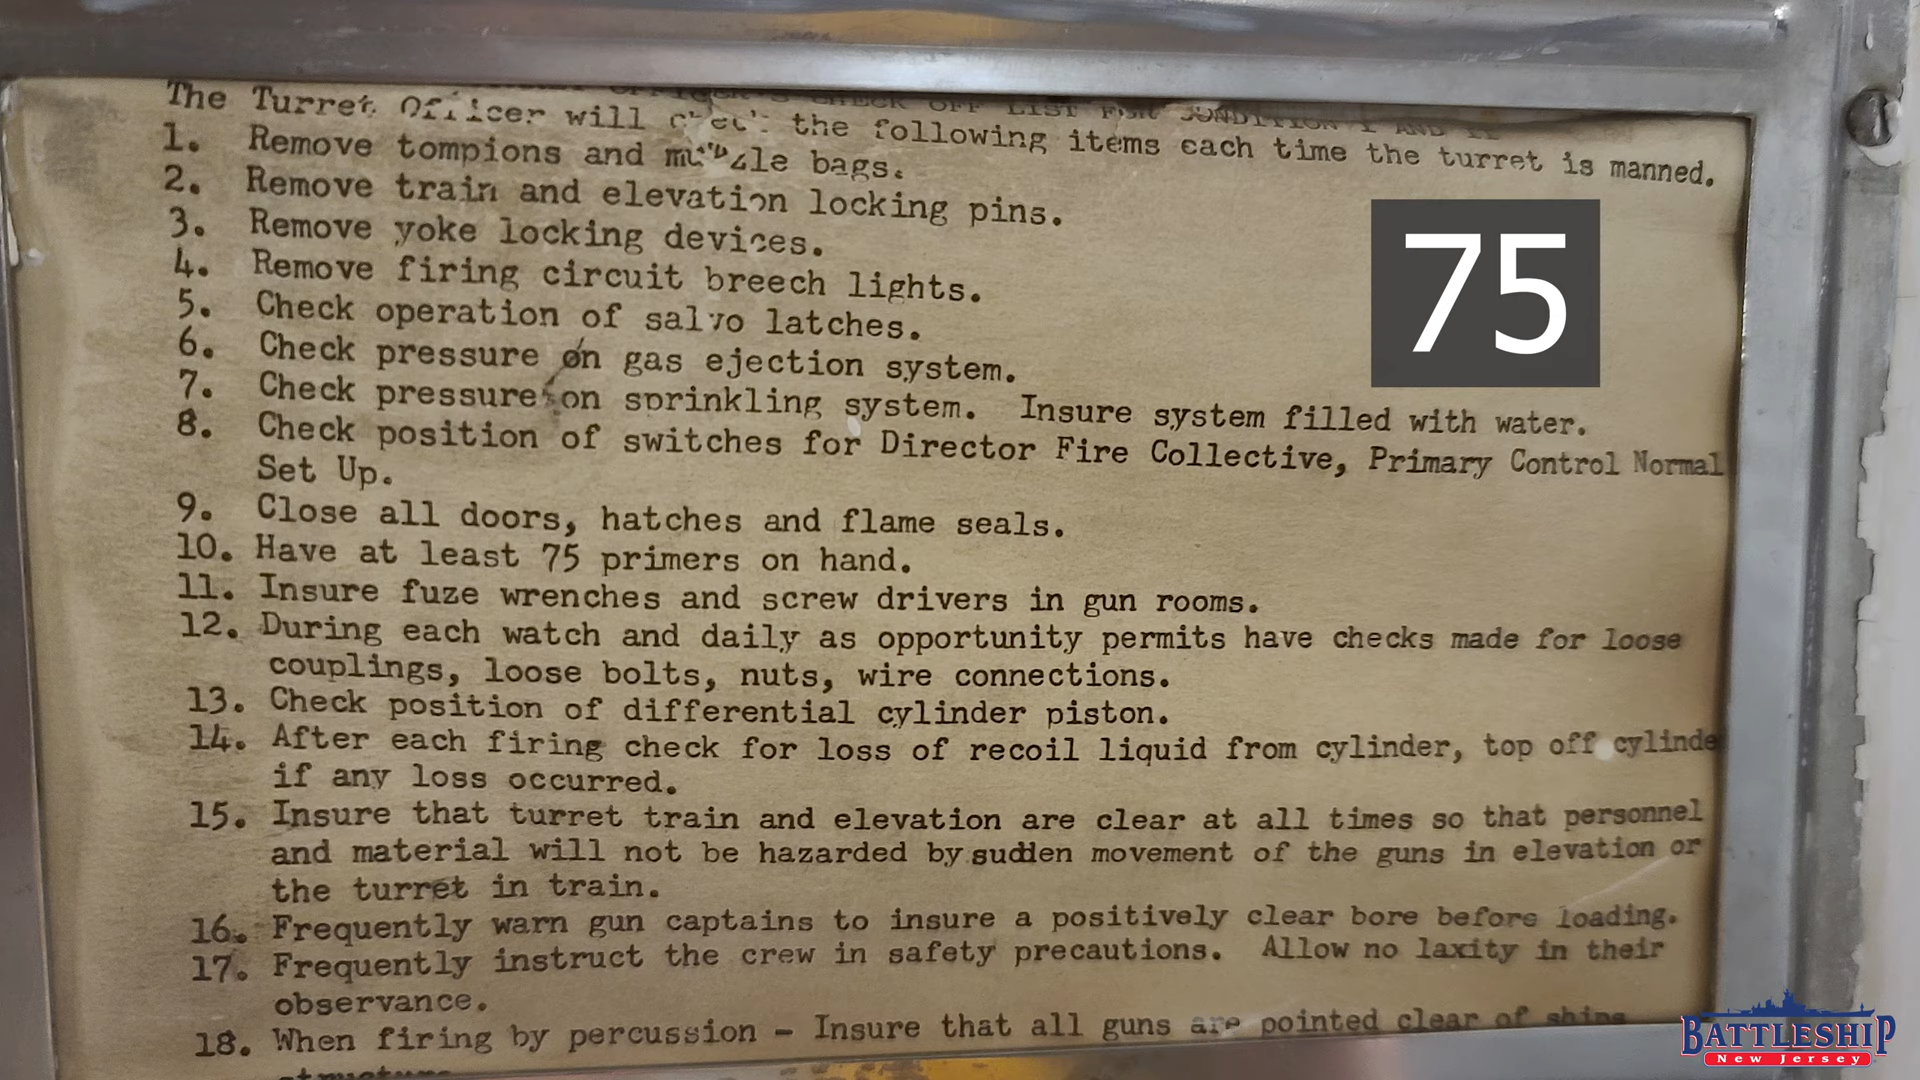 OFFICER'S CHECK OFF LIST FOR CONDITION I AND II
The Turret Officer will check the following items each time the turret is manned.
1. Remove tompions and muzzle bags.
2. Remove train and elevation locking pins.
3. Remove yoke locking devices.
4. Remove firing circuit breech lights.
5. Check operation of salvo latches.
6. Check pressure on gas ejection system.
7. Check pressure on sprinkling system. Insure system filled with water.
8. Check position of switches for Director Fire Collective, Primary Control Normal
Set Up.
9. Close all doors, hatches and flame seals.
10. Have at least 75 primers on hand.
11. Insure fuze wrenches and screw drivers in gun rooms.
12. During each watch and daily as opportunity permits have checks made for loose
couplings, loose bolts, nuts, wire connections.
13. Check position of differential cylinder piston.
14. After each firing check for loss of recoil liquid from cylinder, top off cylinde
if any loss occurred.
15. Insure that turret train and elevation are clear at all times so that personnel
and material will not be hazarded by sudden movement of the guns in elevation or
the turret in train.
16. Frequently warn gun captains to insure a positively clear bore before loading.
17. Frequently instruct the crew in safety precautions. Allow no laxity in their
observance.
18. When firing by percussion - Insure that all guns are pointed clear of ships
structure
75
BATTLESHIP
New Jersey